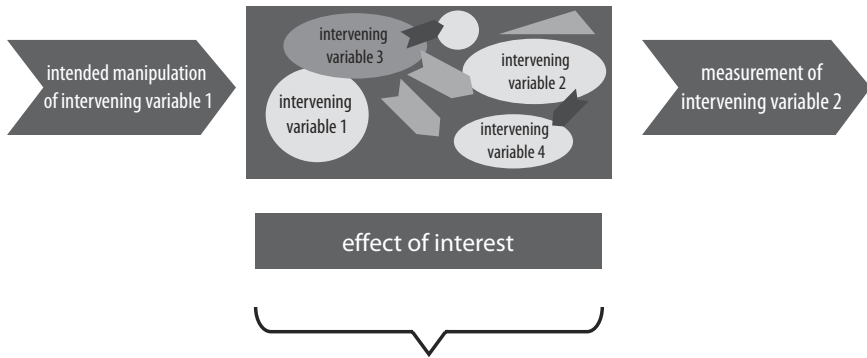 intended manipulation
of intervening variable 1
intervening
variable 3
intervening
variable 1
intervening
variable 2
intervening
variable 4
measurement of
intervening variable 2
effect of interest